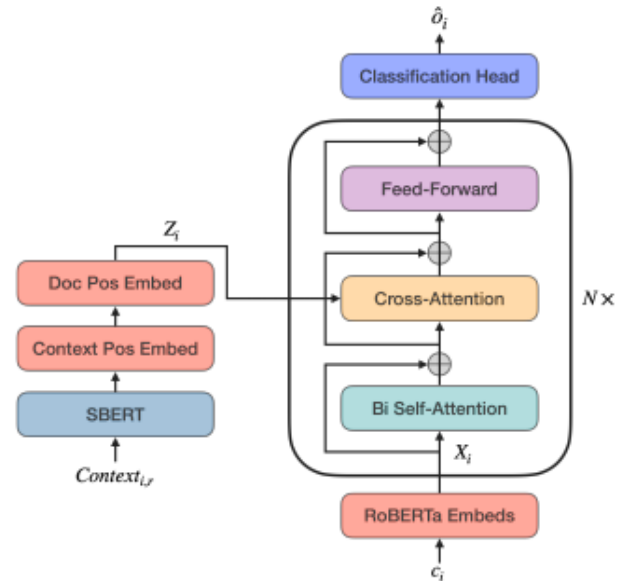 ô_i
Classification Head
Feed-Forward
Z_i
Doc Pos Embed
Cross-Attention
N×
Context Pos Embed
SBERT
Bi Self-Attention
Context_{i,r}
X_i
RoBERTa Embeds
c_i